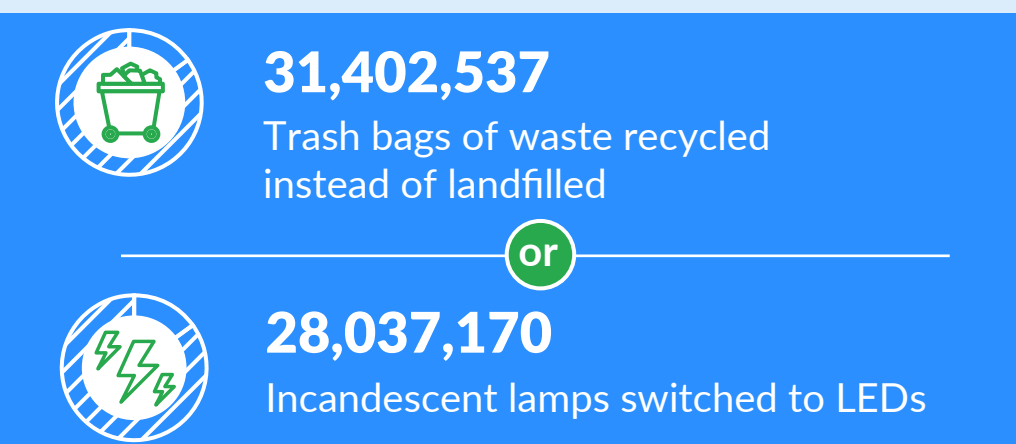 31,402,537
Trash bags of waste recycled
instead of landfilled
or
28,037,170
Incandescent lamps switched to LEDs